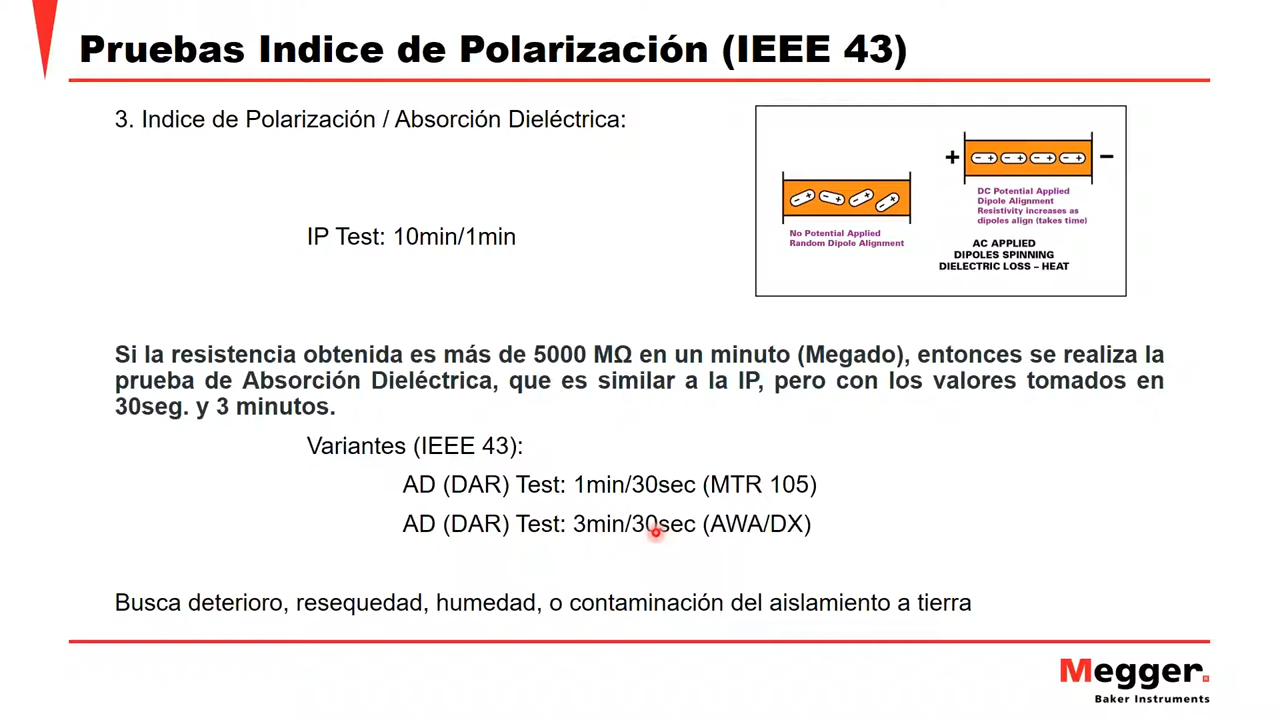 Pruebas Indice de Polarización (IEEE 43)
3. Indice de Polarización / Absorción Dieléctrica:
IP Test: 10min/1min
+ - + - + - + - + -
DC Potential Applied
Dipole Alignment
Resistivity increases as
dipoles align (takes time)
- + - + - + - +
No Potential Applied
Random Dipole Alignment
AC APPLIED
DIPOLES SPINNING
DIELECTRIC LOSS – HEAT
Si la resistencia obtenida es más de 5000 MΩ en un minuto (Megado), entonces se realiza la
prueba de Absorción Dieléctrica, que es similar a la IP, pero con los valores tomados en
30seg. y 3 minutos.
Variantes (IEEE 43):
AD (DAR) Test: 1min/30sec (MTR 105)
AD (DAR) Test: 3min/30sec (AWA/DX)
Busca deterioro, resequedad, humedad, o contaminación del aislamiento a tierra
Megger.
Baker Instruments